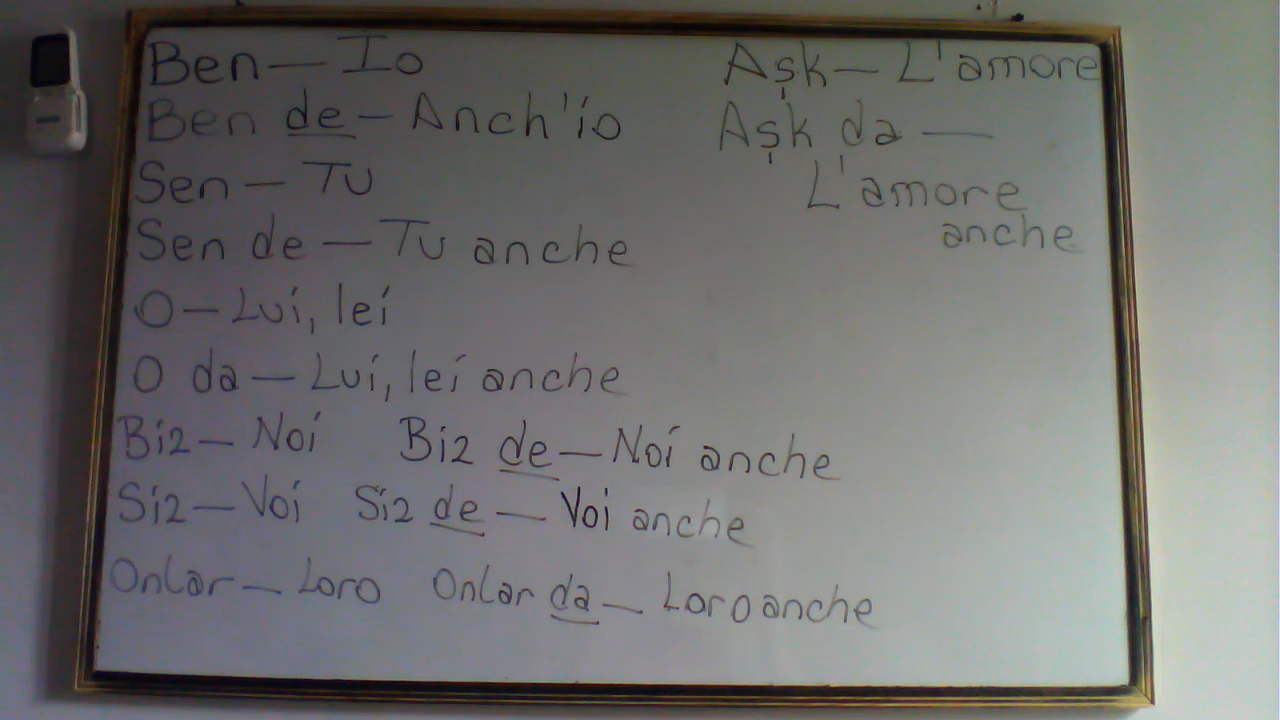 Ben — Io
Ben de — Anch'io
Sen — Tu
Sen de — Tu anche
O — Lui, lei
O da — Lui, lei anche
Biz — Noi Biz de — Noi anche
Siz — Voi Siz de — Voi anche
Onlar — Loro Onlar da — Loro anche
Aşk — L'amore
Aşk da —
L'amore
anche